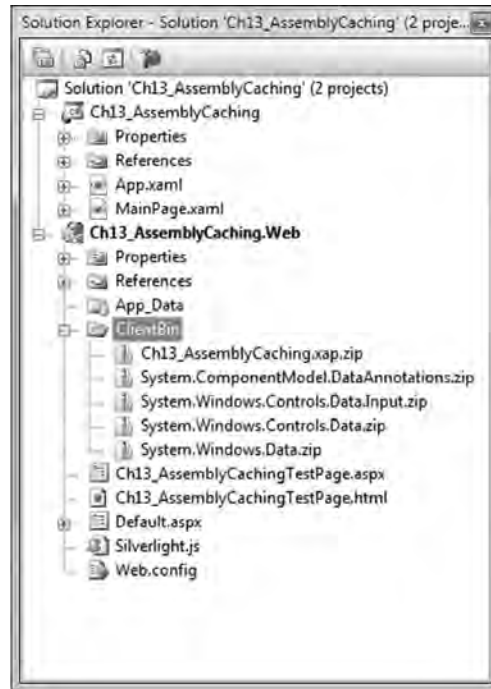 Solution Explorer - Solution 'Ch13_AssemblyCaching' (2 proje...
Solution 'Ch13_AssemblyCaching' (2 projects)
Ch13_AssemblyCaching
Properties
References
App.xaml
MainPage.xaml
Ch13_AssemblyCaching.Web
Properties
References
App_Data
ClientBin
Ch13_AssemblyCaching.xap.zip
System.ComponentModel.DataAnnotations.zip
System.Windows.Controls.Data.Input.zip
System.Windows.Controls.Data.zip
System.Windows.Data.zip
Ch13_AssemblyCachingTestPage.aspx
Ch13_AssemblyCachingTestPage.html
Default.aspx
Silverlight.js
Web.config